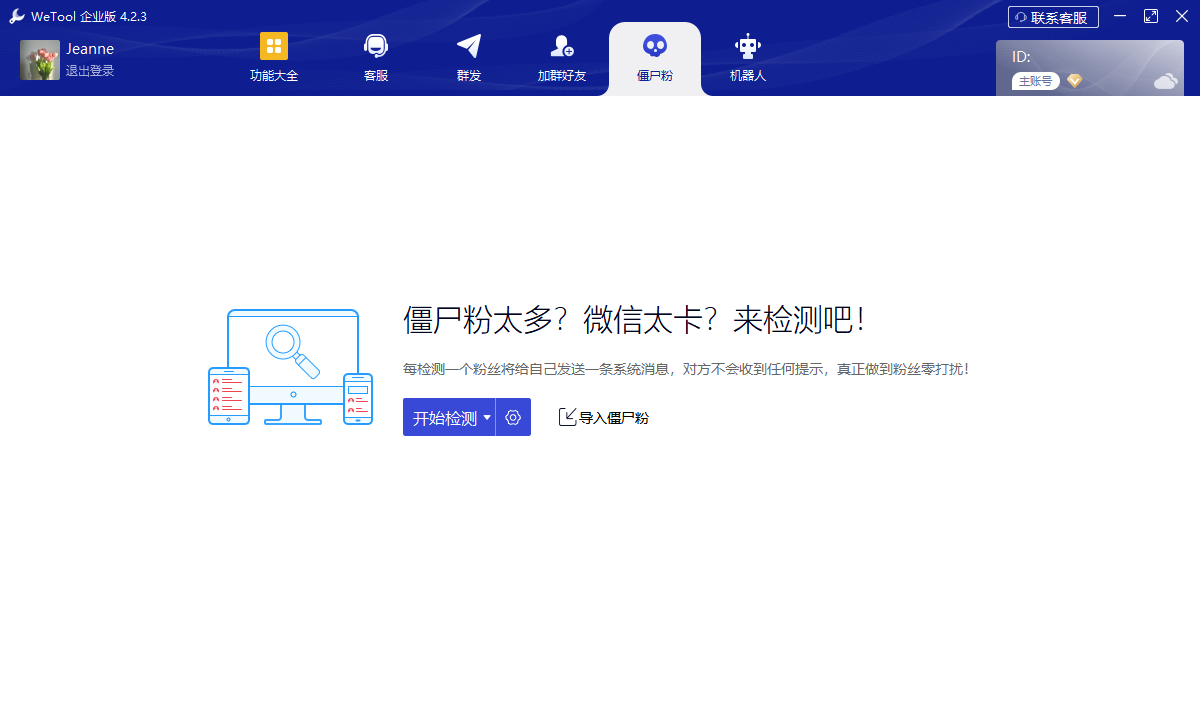 WeTool 企业版 4.2.3
联系客服
Jeanne
退出登录
功能大全
客服
群发
加群好友
僵尸粉
机器人
ID:
主账号
僵尸粉太多？微信太卡？来检测吧！
每检测一个粉丝将给自己发送一条系统消息，对方不会收到任何提示，真正做到粉丝零打扰！
开始检测
导入僵尸粉